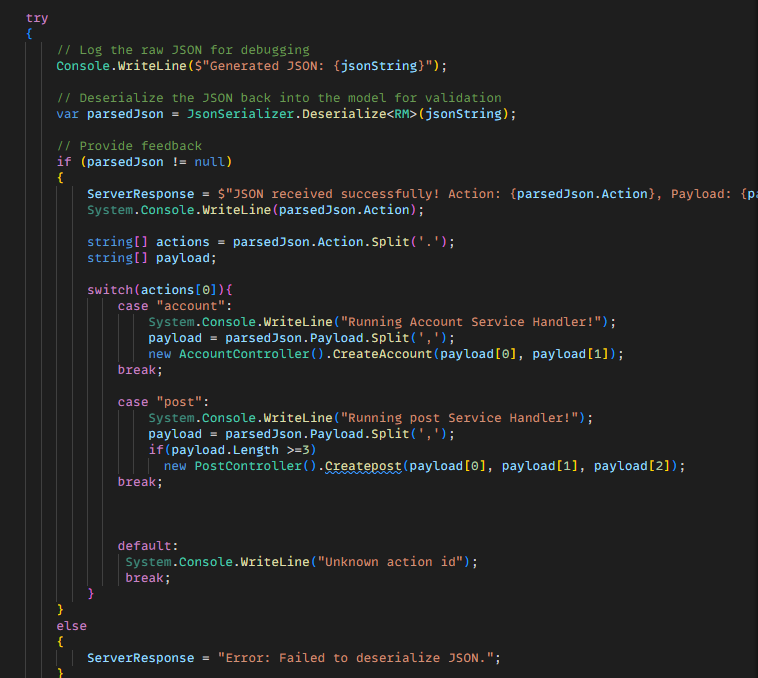 try
{
// Log the raw JSON for debugging
Console.WriteLine($"Generated JSON: {jsonString}");
// Deserialize the JSON back into the model for validation
var parsedJson = JsonSerializer.Deserialize<RM>(jsonString);
// Provide feedback
if (parsedJson != null)
{
ServerResponse = $"JSON received successfully! Action: {parsedJson.Action}, Payload: {pa
System.Console.WriteLine(parsedJson.Action);
string[] actions = parsedJson.Action.Split('.');
string[] payload;
switch(actions[0]){
case "account":
System.Console.WriteLine("Running Account Service Handler!");
payload = parsedJson.Payload.Split(',');
new AccountController().CreateAccount(payload[0], payload[1]);
break;
case "post":
System.Console.WriteLine("Running post Service Handler!");
payload = parsedJson.Payload.Split(',');
if(payload.Length >=3)
new PostController().Createpost(payload[0], payload[1], payload[2]);
break;
default:
System.Console.WriteLine("Unknown action id");
break;
}
}
else
{
ServerResponse = "Error: Failed to deserialize JSON.";
}